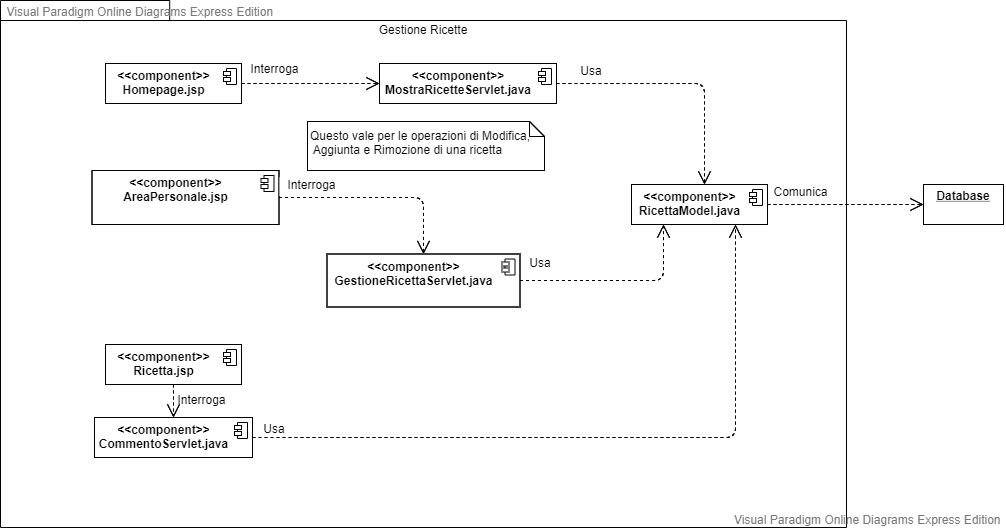 Visual Paradigm Online Diagrams Express Edition
Gestione Ricette
<<component>>
Homepage.jsp
Interroga
<<component>>
MostraRicetteServlet.java
Usa
Questo vale per le operazioni di Modifica,
Aggiunta e Rimozione di una ricetta
<<component>>
AreaPersonale.jsp
Interroga
<<component>>
RicettaModel.java
Comunica
Database
<<component>>
GestioneRicettaServlet.java
Usa
<<component>>
Ricetta.jsp
Interroga
<<component>>
CommentoServlet.java
Usa
Visual Paradigm Online Diagrams Express Edition